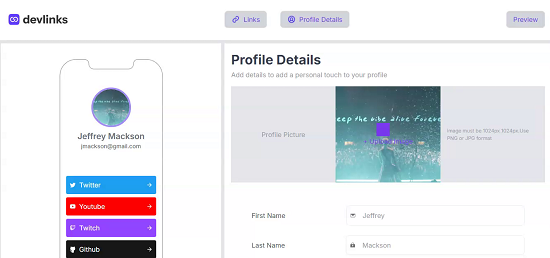 devlinks
Links
Profile Details
Preview
Jeffrey Mackson
jmackson@gmail.com
Twitter
Youtube
Twitch
Github
Profile Details
Add details to add a personal touch to your profile
Profile Picture
eep the vibe alive forever
Image must be 1024px 1024px.Use
PNG or JPG format
First Name
Jeffrey
Last Name
Mackson